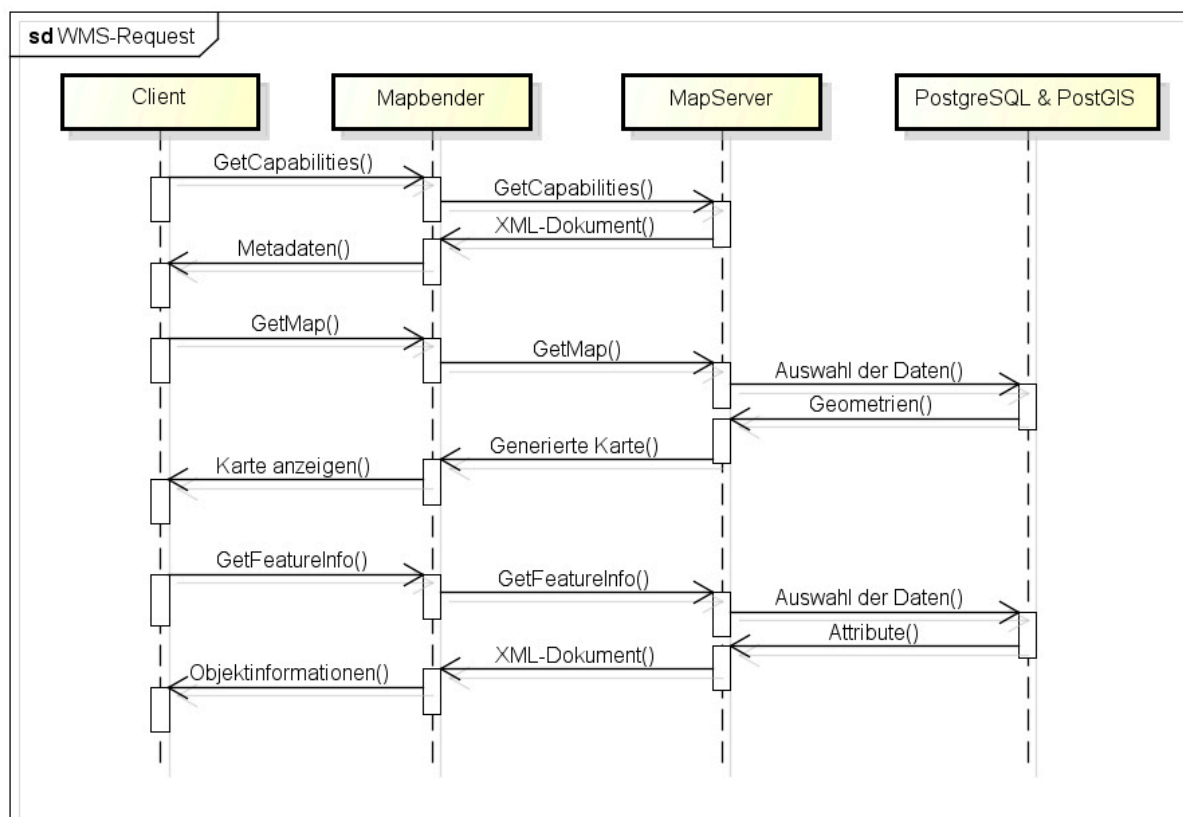 sd WMS-Request
Client
Mapbender
MapServer
PostgreSQL & PostGIS
GetCapabilities()
GetCapabilities()
XML-Dokument()
Metadaten()
GetMap()
GetMap()
Auswahl der Daten()
Geometrien()
Generierte Karte()
Karte anzeigen()
GetFeatureInfo()
GetFeatureInfo()
Auswahl der Daten()
Attribute()
XML-Dokument()
Objektinformationen()